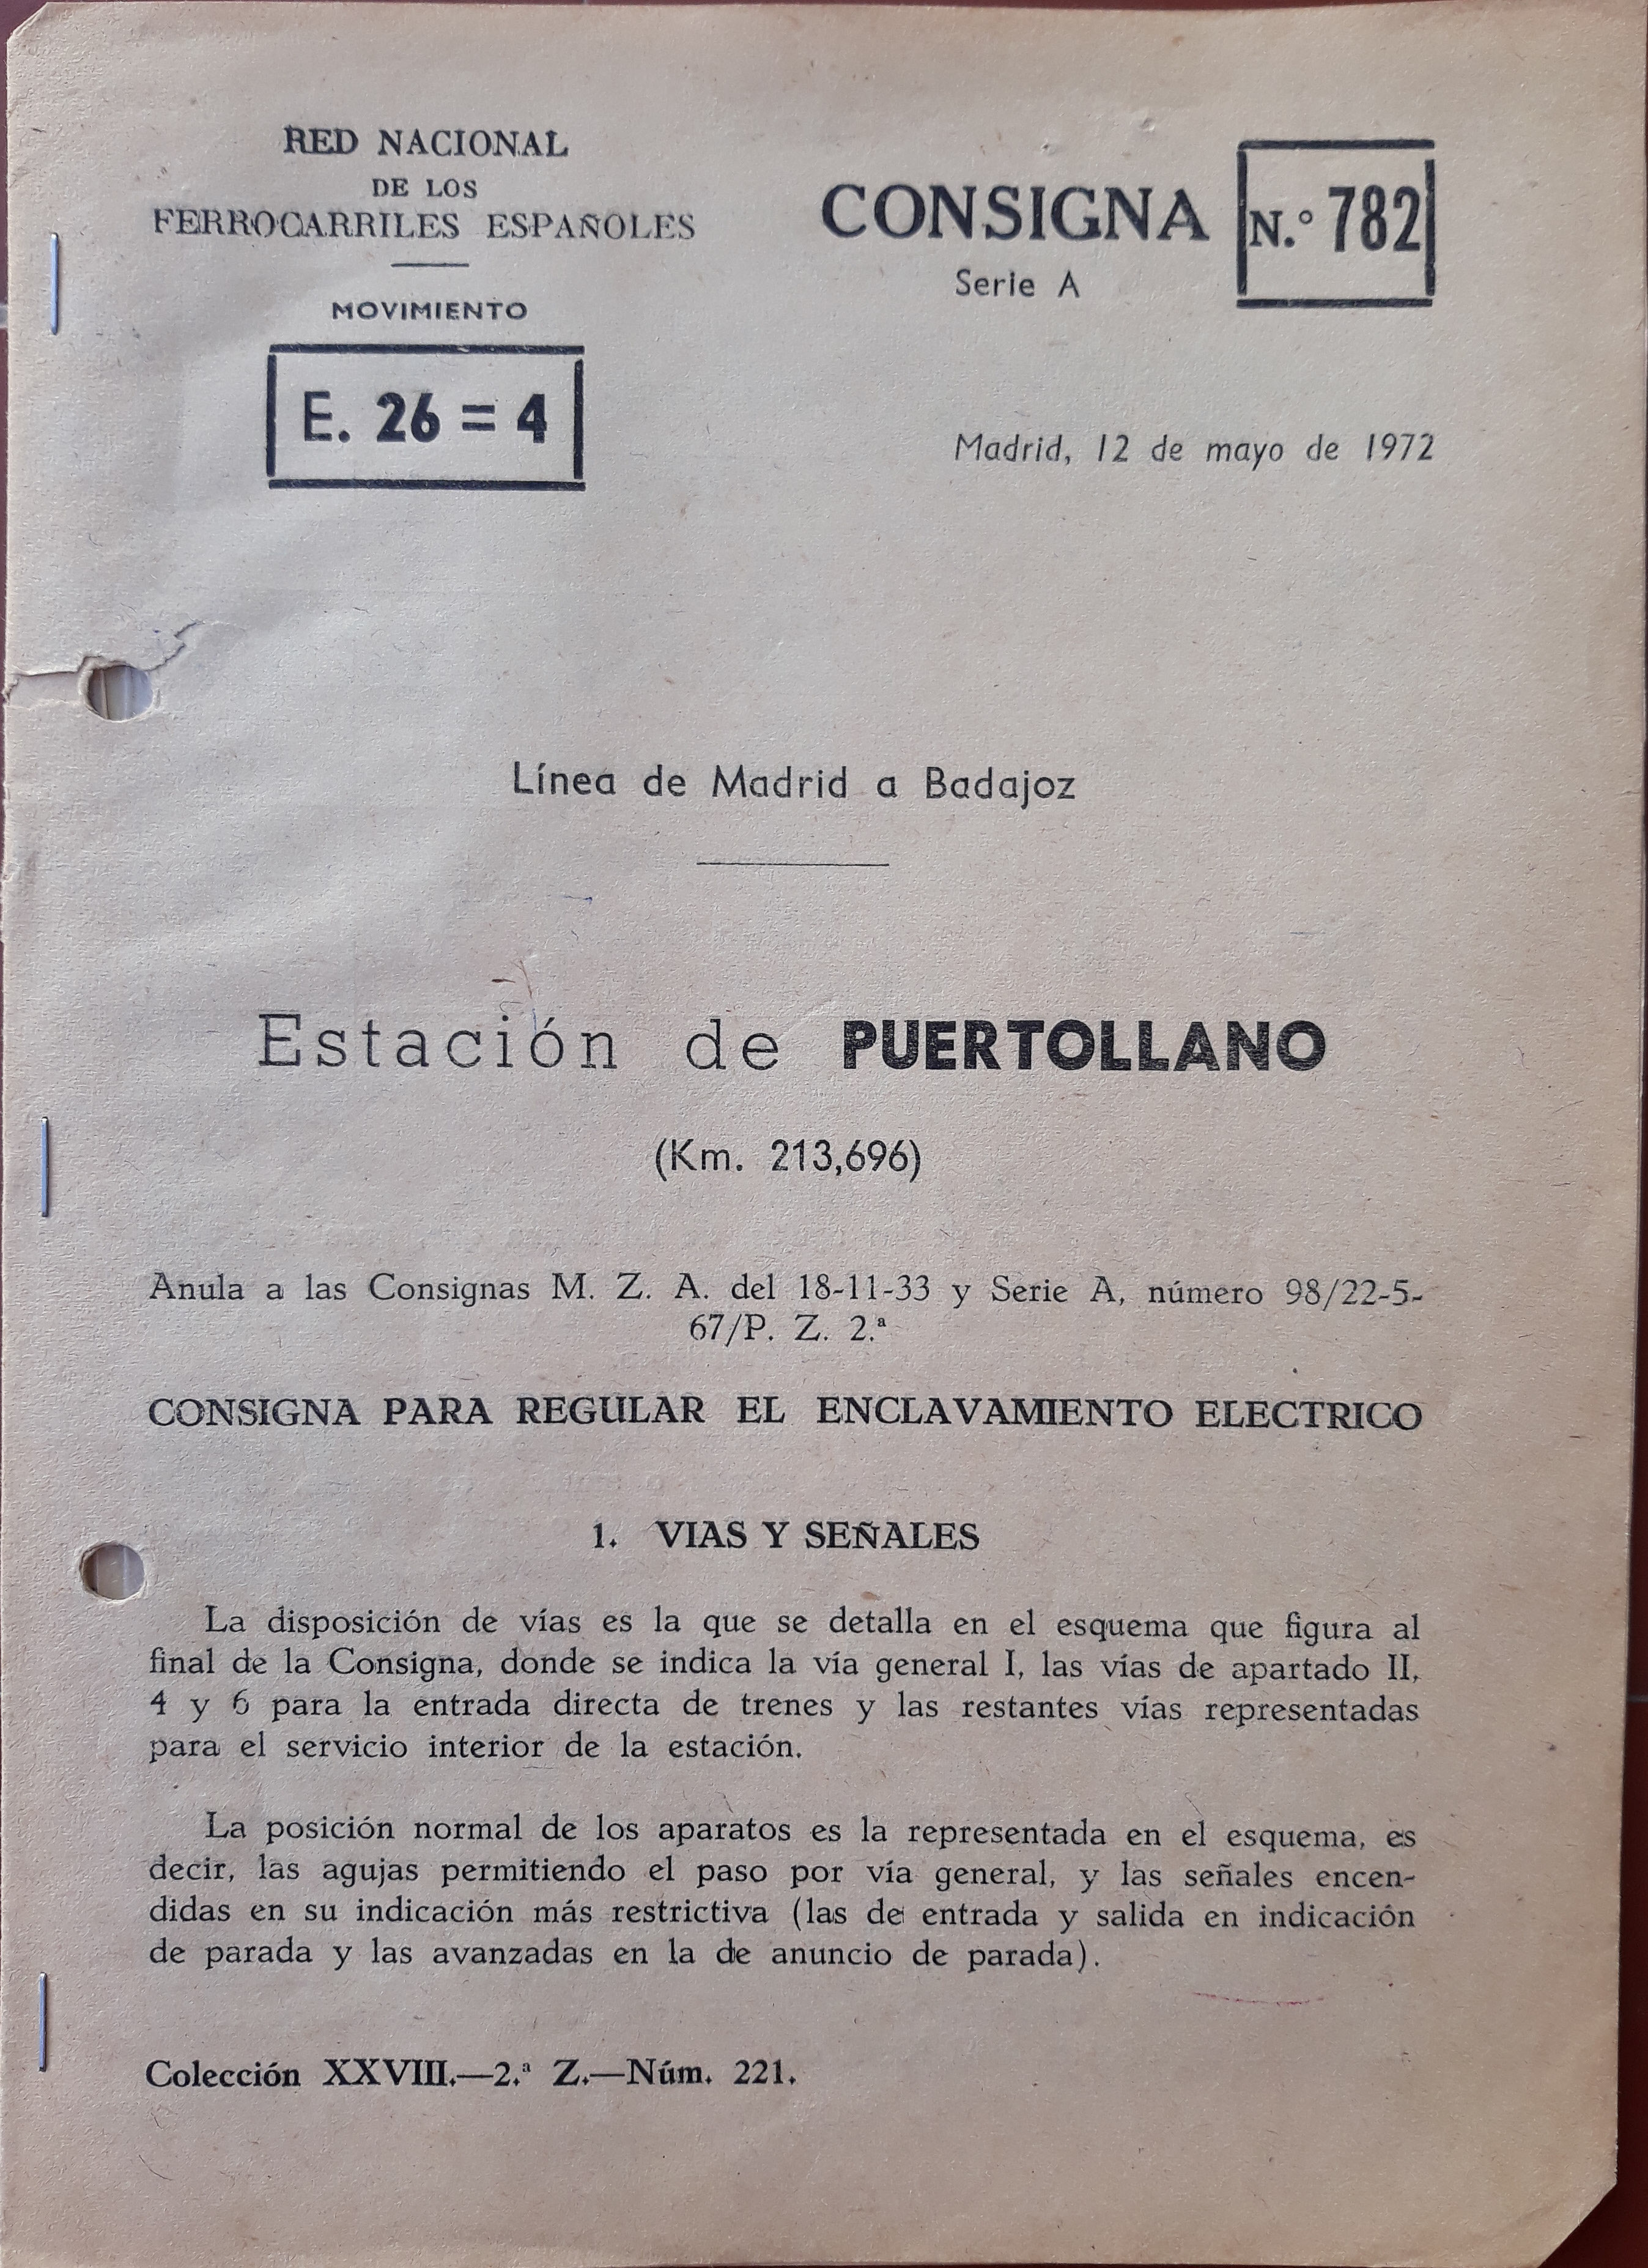 RED NACIONAL
DE LOS
FERROCARRILES ESPAÑOLES
MOVIMIENTO
E. 26 = 4
CONSIGNA N.º 782
Serie A
Madrid, 12 de mayo de 1972
Línea de Madrid a Badajoz
Estación de PUERTOLLANO
(Km. 213,696)
Anula a las Consignas M. Z. A. del 18-11-33 y Serie A, número 98/22-5-
67/P. Z. 2.ª
CONSIGNA PARA REGULAR EL ENCLAVAMIENTO ELECTRICO
1. VIAS Y SEÑALES
La disposición de vías es la que se detalla en el esquema que figura al
final de la Consigna, donde se indica la vía general I, las vías de apartado II,
4 y 6 para la entrada directa de trenes y las restantes vías representadas
para el servicio interior de la estación.
La posición normal de los aparatos es la representada en el esquema, es
decir, las agujas permitiendo el paso por vía general, y las señales encen-
didas en su indicación más restrictiva (las de entrada y salida en indicación
de parada y las avanzadas en la de anuncio de parada).
Colección XXVIII.—2.ª Z.—Núm. 221.